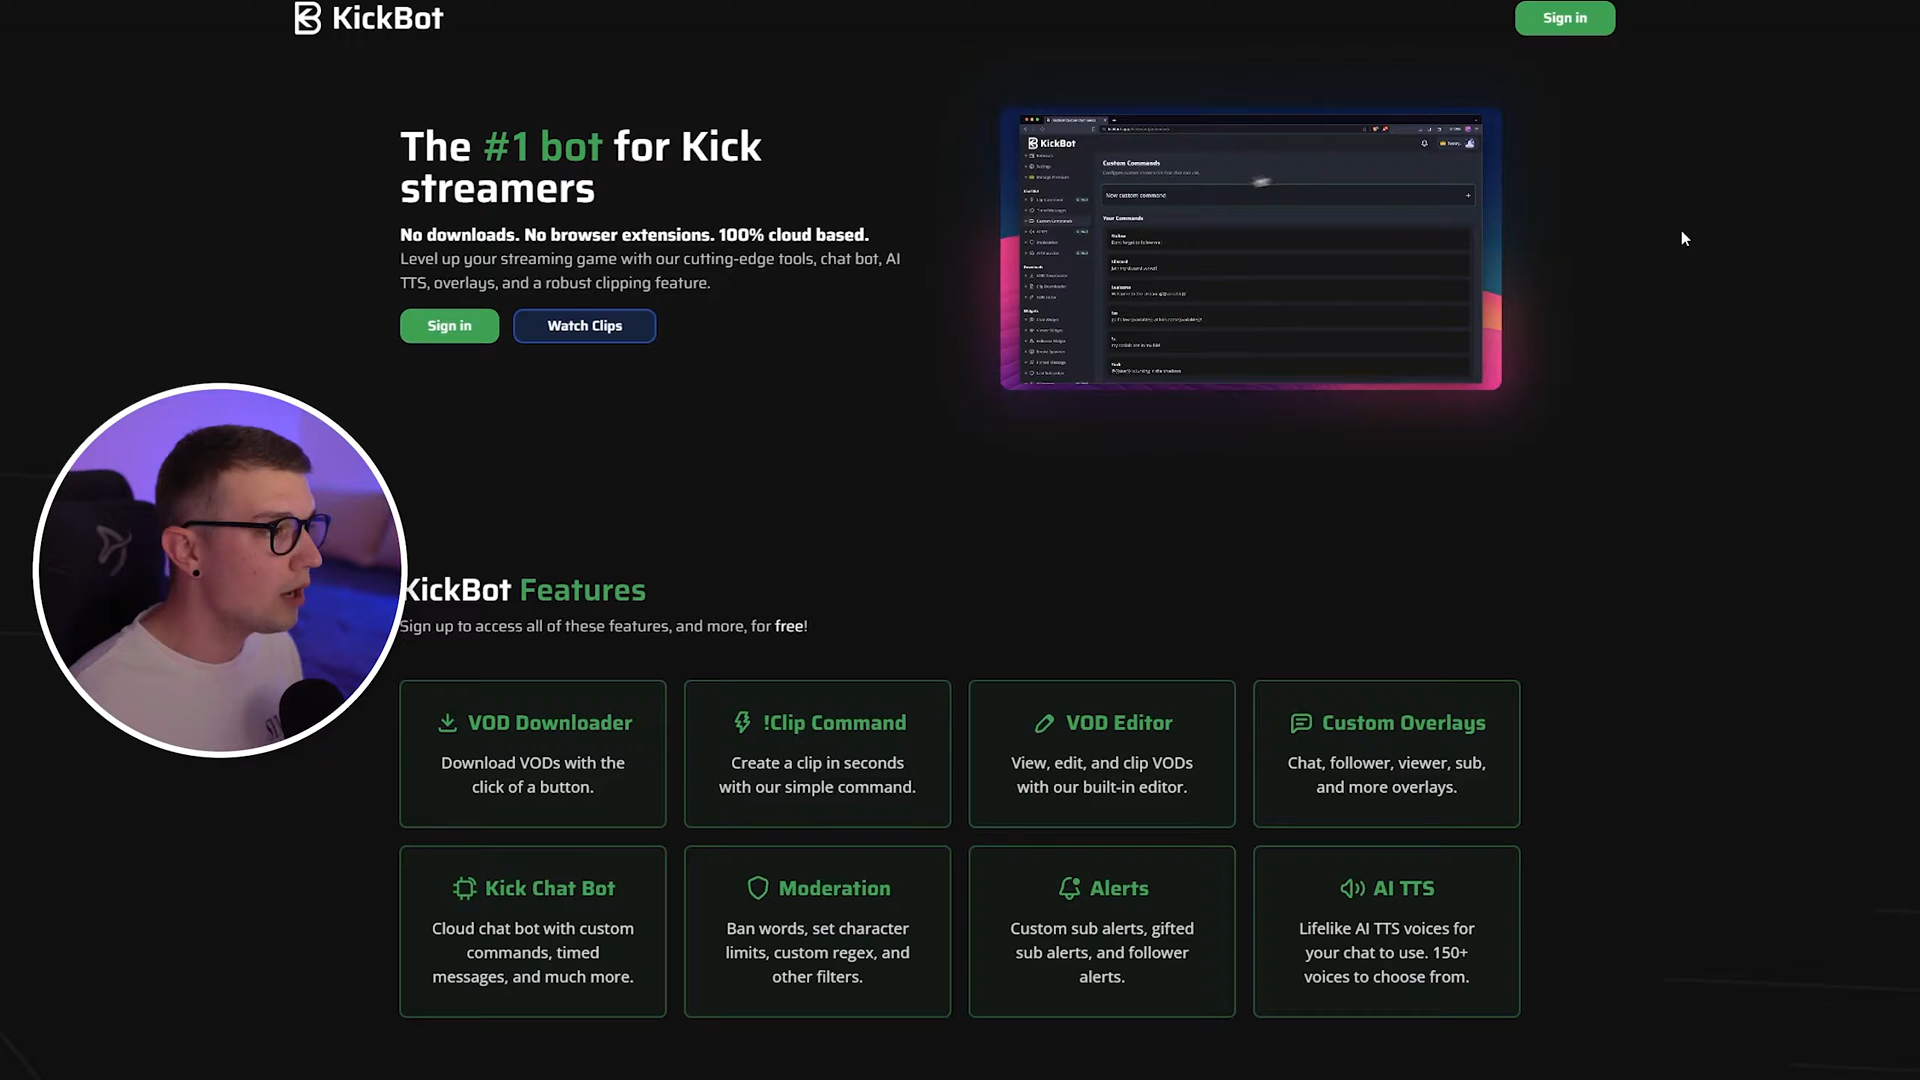 KickBot
Sign in
The #1 bot for Kick
streamers
No downloads. No browser extensions. 100% cloud based.
Level up your streaming game with our cutting-edge tools, chat bot, AI
TTS, overlays, and a robust clipping feature.
Sign in
Watch Clips
KickBot
Custom Commands
New custom command
Your Commands
KickBot Features
Sign up to access all of these features, and more, for free!
VOD Downloader
Download VODs with the
click of a button.
!Clip Command
Create a clip in seconds
with our simple command.
VOD Editor
View, edit, and clip VODs
with our built-in editor.
Custom Overlays
Chat, follower, viewer, sub,
and more overlays.
Kick Chat Bot
Cloud chat bot with custom
commands, timed
messages, and much more.
Moderation
Ban words, set character
limits, custom regex, and
other filters.
Alerts
Custom sub alerts, gifted
sub alerts, and follower
alerts.
AI TTS
Lifelike AI TTS voices for
your chat to use. 150+
voices to choose from.